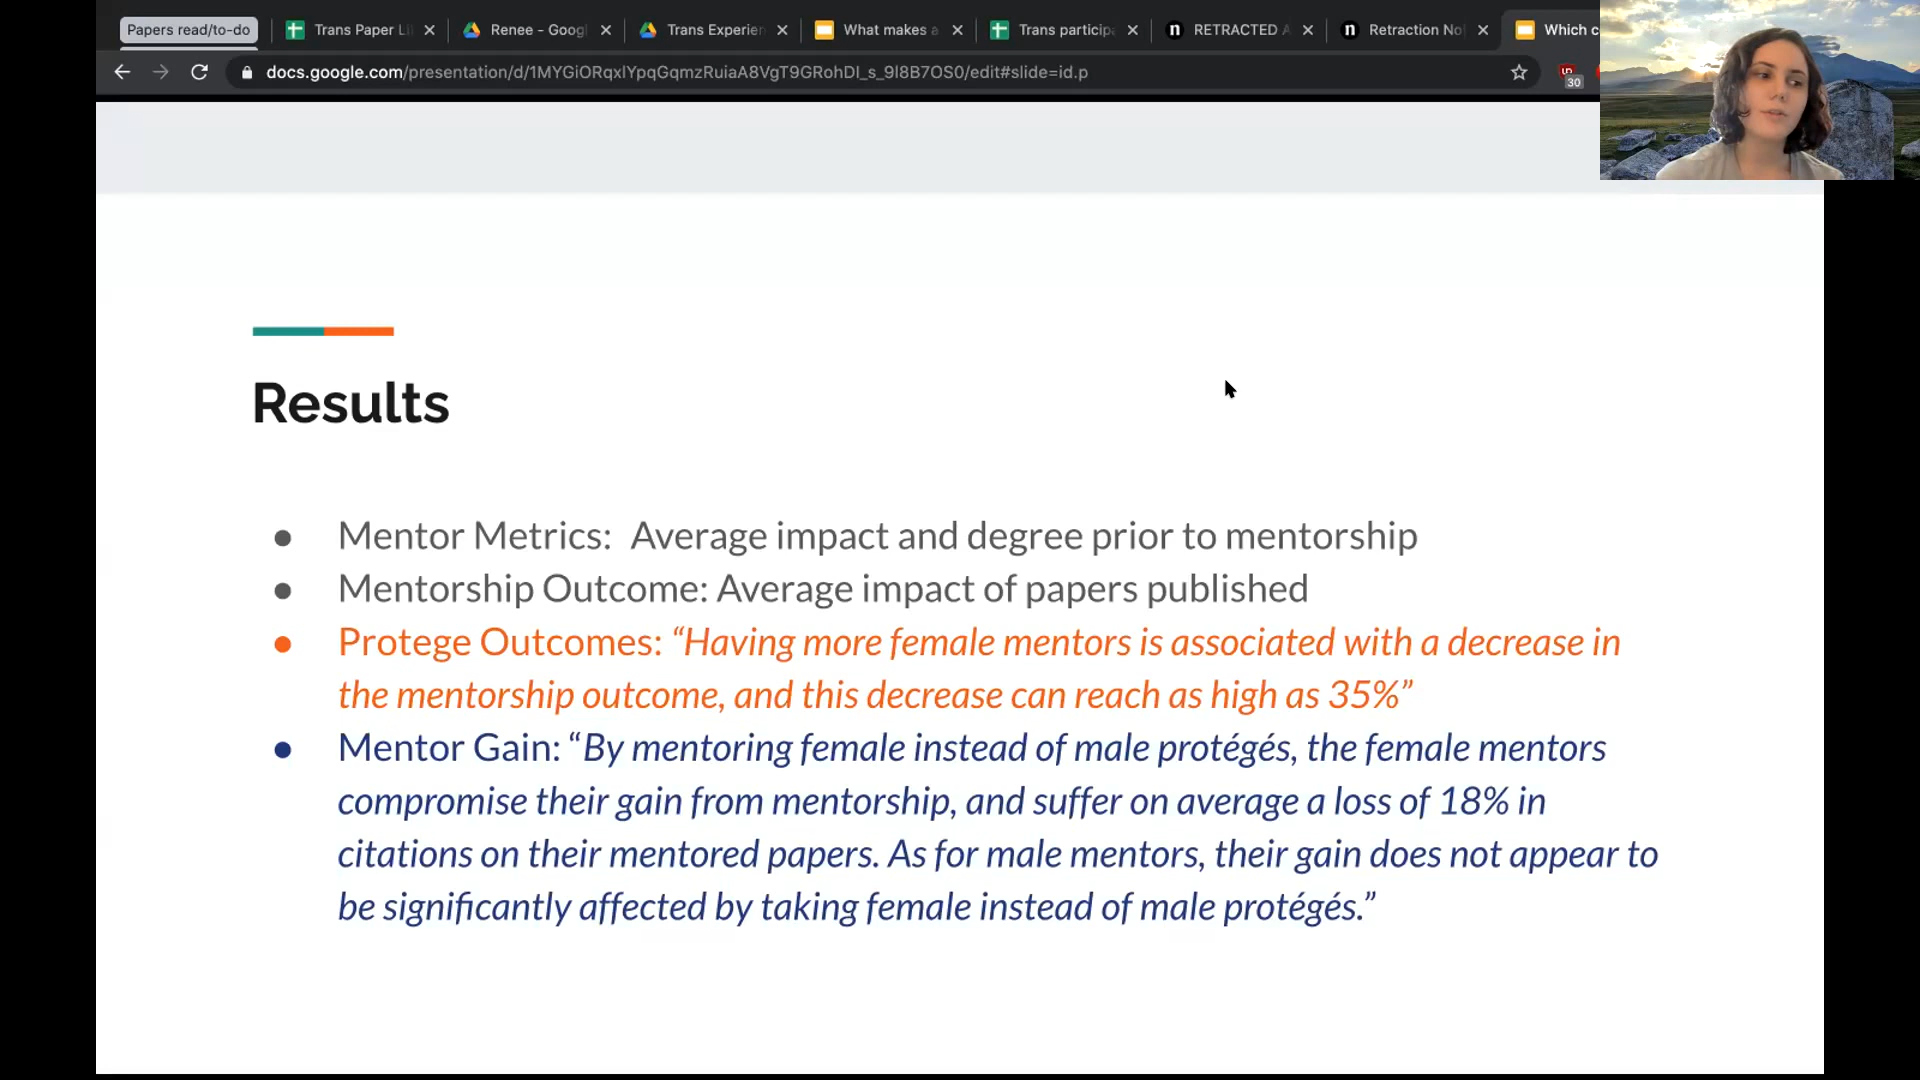 Papers read/to-do
Trans Paper Li
Renee - Googl
Trans Experien
What makes a
Trans particip
RETRACTED A
Retraction No
Which c
docs.google.com/presentation/d/1MYGiORqxlYpqGqmzRuiaA8VgT9GRohDl_s_9l8B7OS0/edit#slide=id.p
30
Results
● Mentor Metrics: Average impact and degree prior to mentorship
● Mentorship Outcome: Average impact of papers published
● Protege Outcomes: “Having more female mentors is associated with a decrease in
the mentorship outcome, and this decrease can reach as high as 35%”
● Mentor Gain: “By mentoring female instead of male protégés, the female mentors
compromise their gain from mentorship, and suffer on average a loss of 18% in
citations on their mentored papers. As for male mentors, their gain does not appear to
be significantly affected by taking female instead of male protégés.”